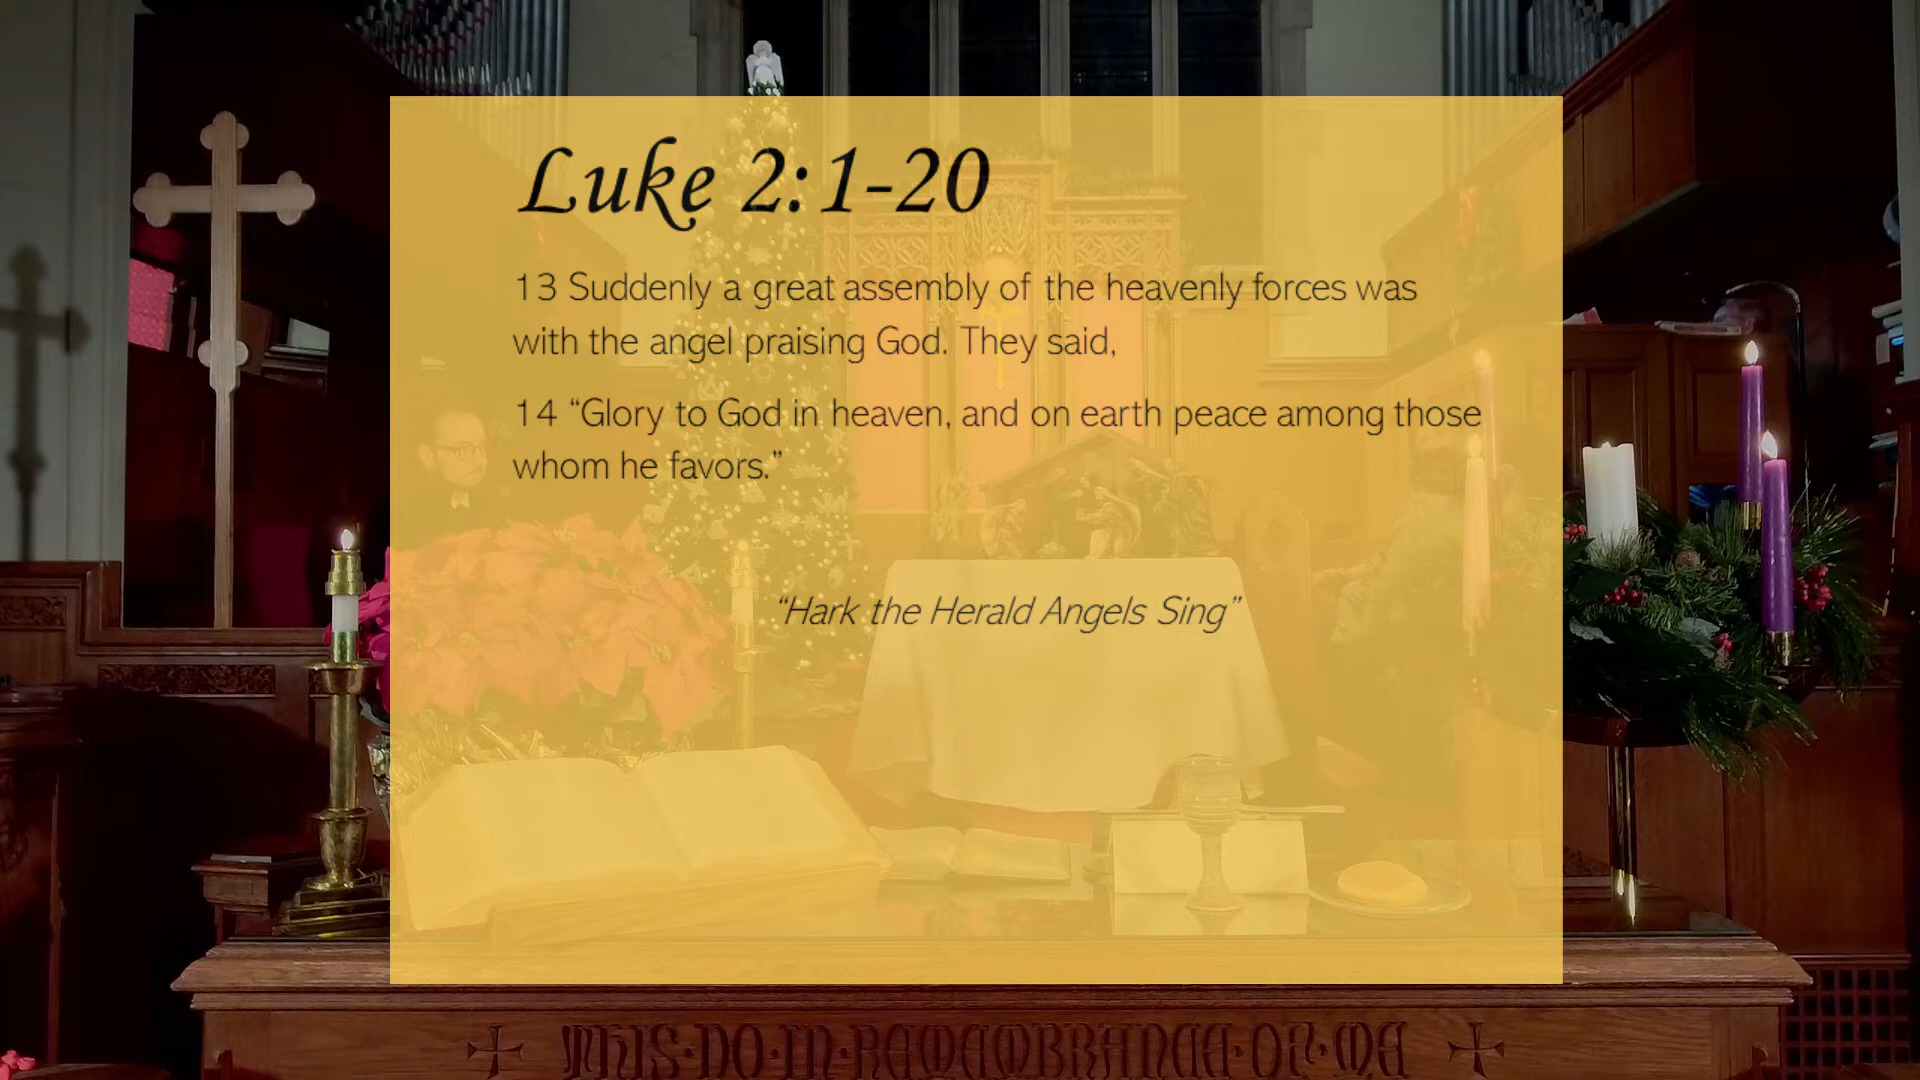 Luke 2:1-20
13 Suddenly a great assembly of the heavenly forces was
with the angel praising God. They said,
14 “Glory to God in heaven, and on earth peace among those
whom he favors.”
“Hark the Herald Angels Sing”
THIS·DO·IN·REMEMBRANCE·OF·ME